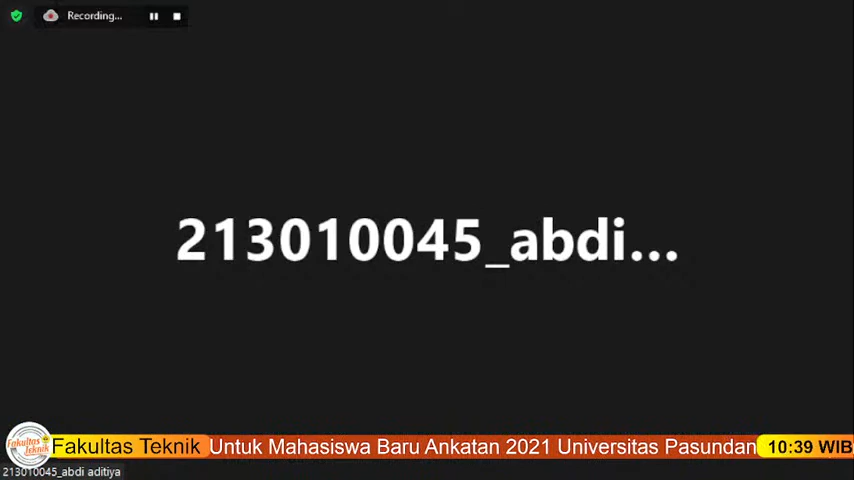 Recording...
213010045_abdi...
Fakultas Teknik
Fakultas Teknik Untuk Mahasiswa Baru Ankatan 2021 Universitas Pasundan 10:39 WIB
213010045_abdi aditiya